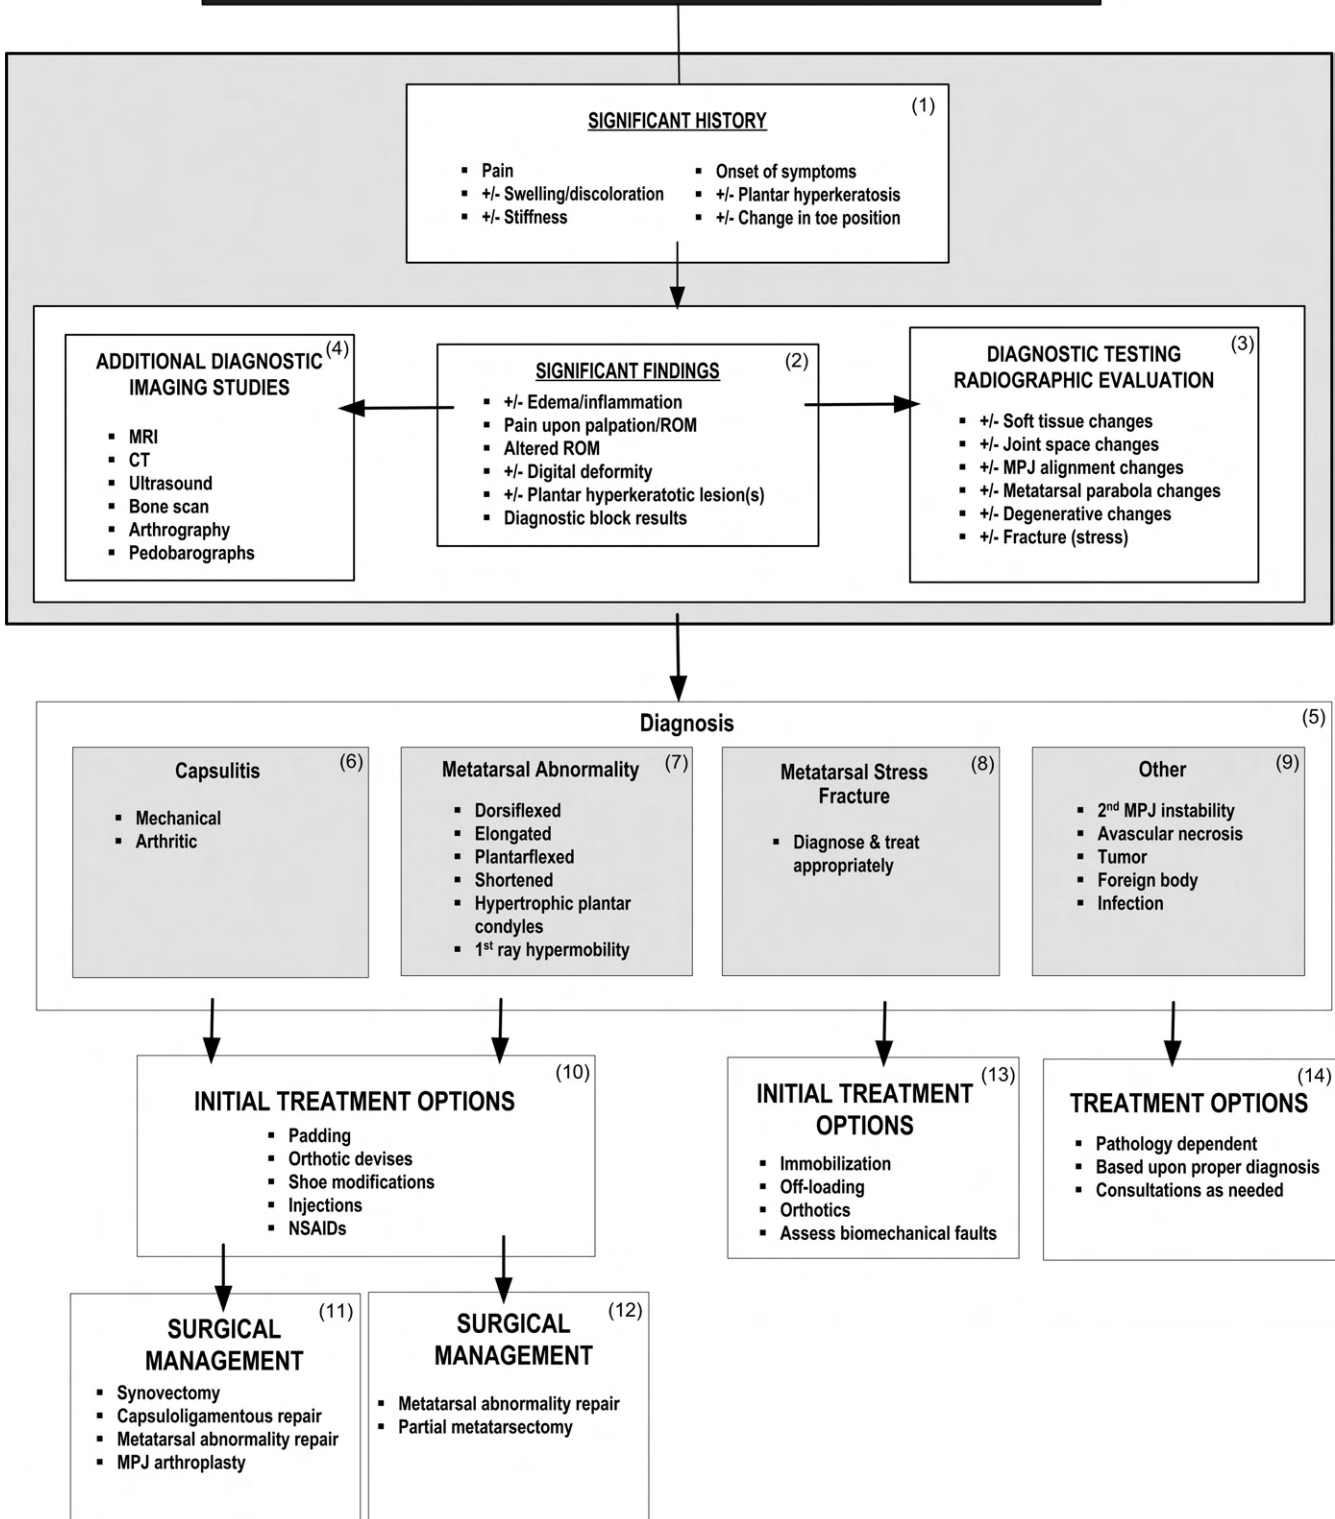 (1)
SIGNIFICANT HISTORY
▪ Pain
▪ +/- Swelling/discoloration
▪ +/- Stiffness
▪ Onset of symptoms
▪ +/- Plantar hyperkeratosis
▪ +/- Change in toe position
(4)
ADDITIONAL DIAGNOSTIC
IMAGING STUDIES
▪ MRI
▪ CT
▪ Ultrasound
▪ Bone scan
▪ Arthrography
▪ Pedobarographs
(2)
SIGNIFICANT FINDINGS
▪ +/- Edema/inflammation
▪ Pain upon palpation/ROM
▪ Altered ROM
▪ +/- Digital deformity
▪ +/- Plantar hyperkeratotic lesion(s)
▪ Diagnostic block results
(3)
DIAGNOSTIC TESTING
RADIOGRAPHIC EVALUATION
▪ +/- Soft tissue changes
▪ +/- Joint space changes
▪ +/- MPJ alignment changes
▪ +/- Metatarsal parabola changes
▪ +/- Degenerative changes
▪ +/- Fracture (stress)
Diagnosis
(5)
Capsulitis
(6)
▪ Mechanical
▪ Arthritic
Metatarsal Abnormality
(7)
▪ Dorsiflexed
▪ Elongated
▪ Plantarflexed
▪ Shortened
▪ Hypertrophic plantar
condyles
▪ 1st ray hypermobility
Metatarsal Stress
Fracture
(8)
▪ Diagnose & treat
appropriately
Other
(9)
▪ 2nd MPJ instability
▪ Avascular necrosis
▪ Tumor
▪ Foreign body
▪ Infection
(10)
INITIAL TREATMENT OPTIONS
▪ Padding
▪ Orthotic devises
▪ Shoe modifications
▪ Injections
▪ NSAIDs
(13)
INITIAL TREATMENT
OPTIONS
▪ Immobilization
▪ Off-loading
▪ Orthotics
▪ Assess biomechanical faults
(14)
TREATMENT OPTIONS
▪ Pathology dependent
▪ Based upon proper diagnosis
▪ Consultations as needed
(11)
SURGICAL
MANAGEMENT
▪ Synovectomy
▪ Capsuloligamentous repair
▪ Metatarsal abnormality repair
▪ MPJ arthroplasty
(12)
SURGICAL
MANAGEMENT
▪ Metatarsal abnormality repair
▪ Partial metatarsectomy